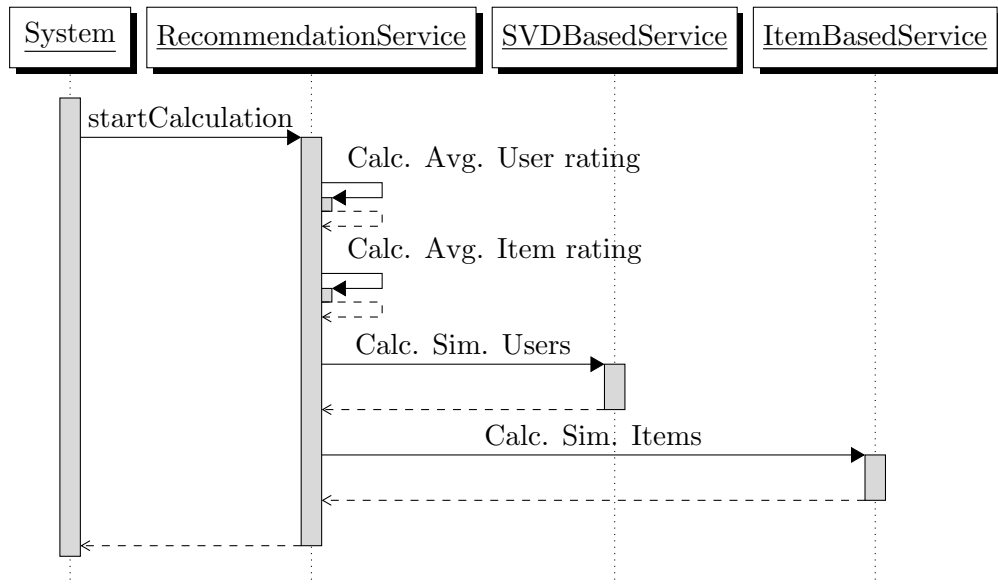 System
RecommendationService
SVDBasedService
ItemBasedService
startCalculation
Calc. Avg. User rating
Calc. Avg. Item rating
Calc. Sim. Users
Calc. Sim. Items